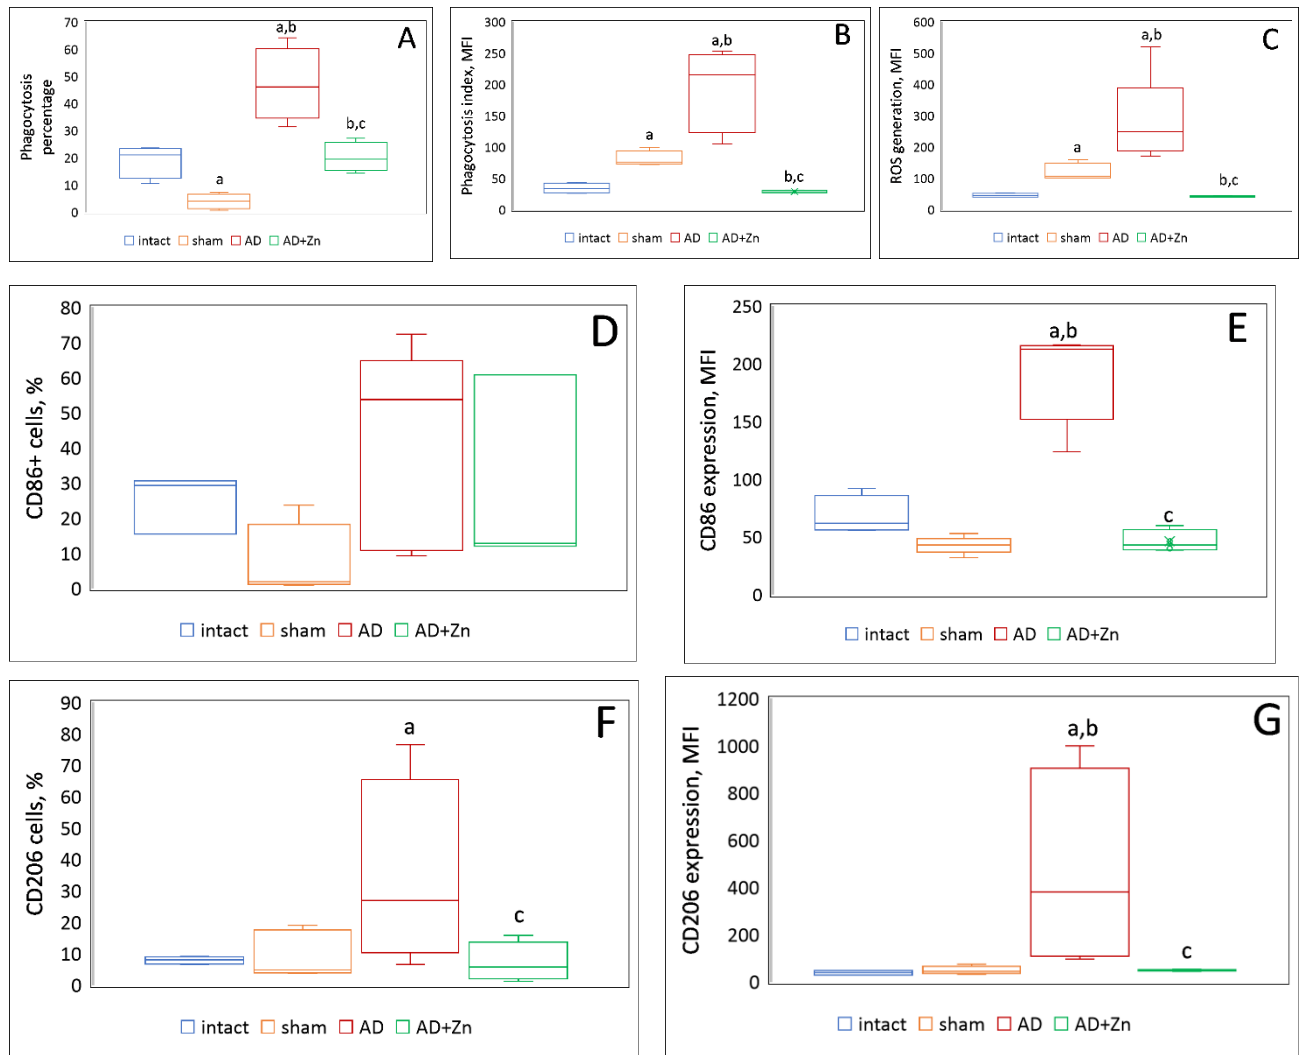 A
Phagocytosis
percentage
70
60
50
40
30
20
10
0
a
a,b
b,c
intact sham AD AD+Zn
B
Phagocytosis index, MFI
300
250
200
150
100
50
0
a
a,b
b,c
intact sham AD AD+Zn
C
ROS generation, MFI
600
500
400
300
200
100
0
a
a,b
b,c
intact sham AD AD+Zn
D
CD86+ cells, %
80
70
60
50
40
30
20
10
0
intact sham AD AD+Zn
E
CD86 expression, MFI
250
200
150
100
50
0
a,b
c
intact sham AD AD+Zn
F
CD206 cells, %
90
80
70
60
50
40
30
20
10
0
a
c
intact sham AD AD+Zn
G
CD206 expression, MFI
1200
1000
800
600
400
200
0
a,b
c
intact sham AD AD+Zn